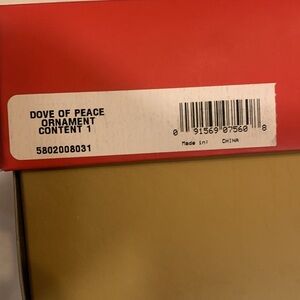 DOVE OF PEACE
ORNAMENT
CONTENT 1
5802008031
0 91569 07560 8
Made in: CHINA